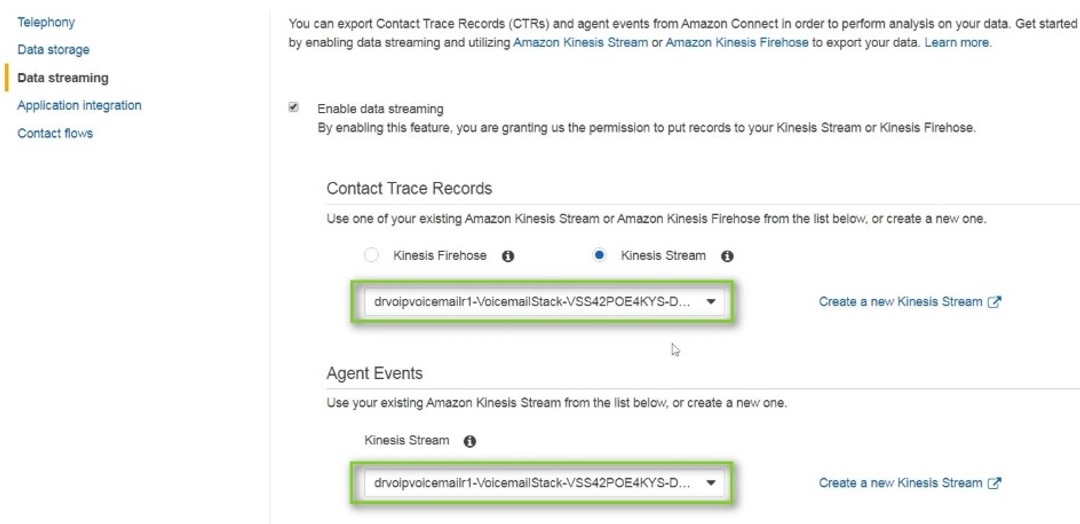 Telephony
Data storage
Data streaming
Application integration
Contact flows
You can export Contact Trace Records (CTRs) and agent events from Amazon Connect in order to perform analysis on your data. Get started
by enabling data streaming and utilizing Amazon Kinesis Stream or Amazon Kinesis Firehose to export your data. Learn more.
Enable data streaming
By enabling this feature, you are granting us the permission to put records to your Kinesis Stream or Kinesis Firehose.
Contact Trace Records
Use one of your existing Amazon Kinesis Stream or Amazon Kinesis Firehose from the list below, or create a new one.
Kinesis Firehose Kinesis Stream
drvoipvoicemailr1-VoicemailStack-VSS42POE4KYS-D... Create a new Kinesis Stream
Agent Events
Use your existing Amazon Kinesis Stream from the list below, or create a new one.
Kinesis Stream
drvoipvoicemailr1-VoicemailStack-VSS42POE4KYS-D... Create a new Kinesis Stream